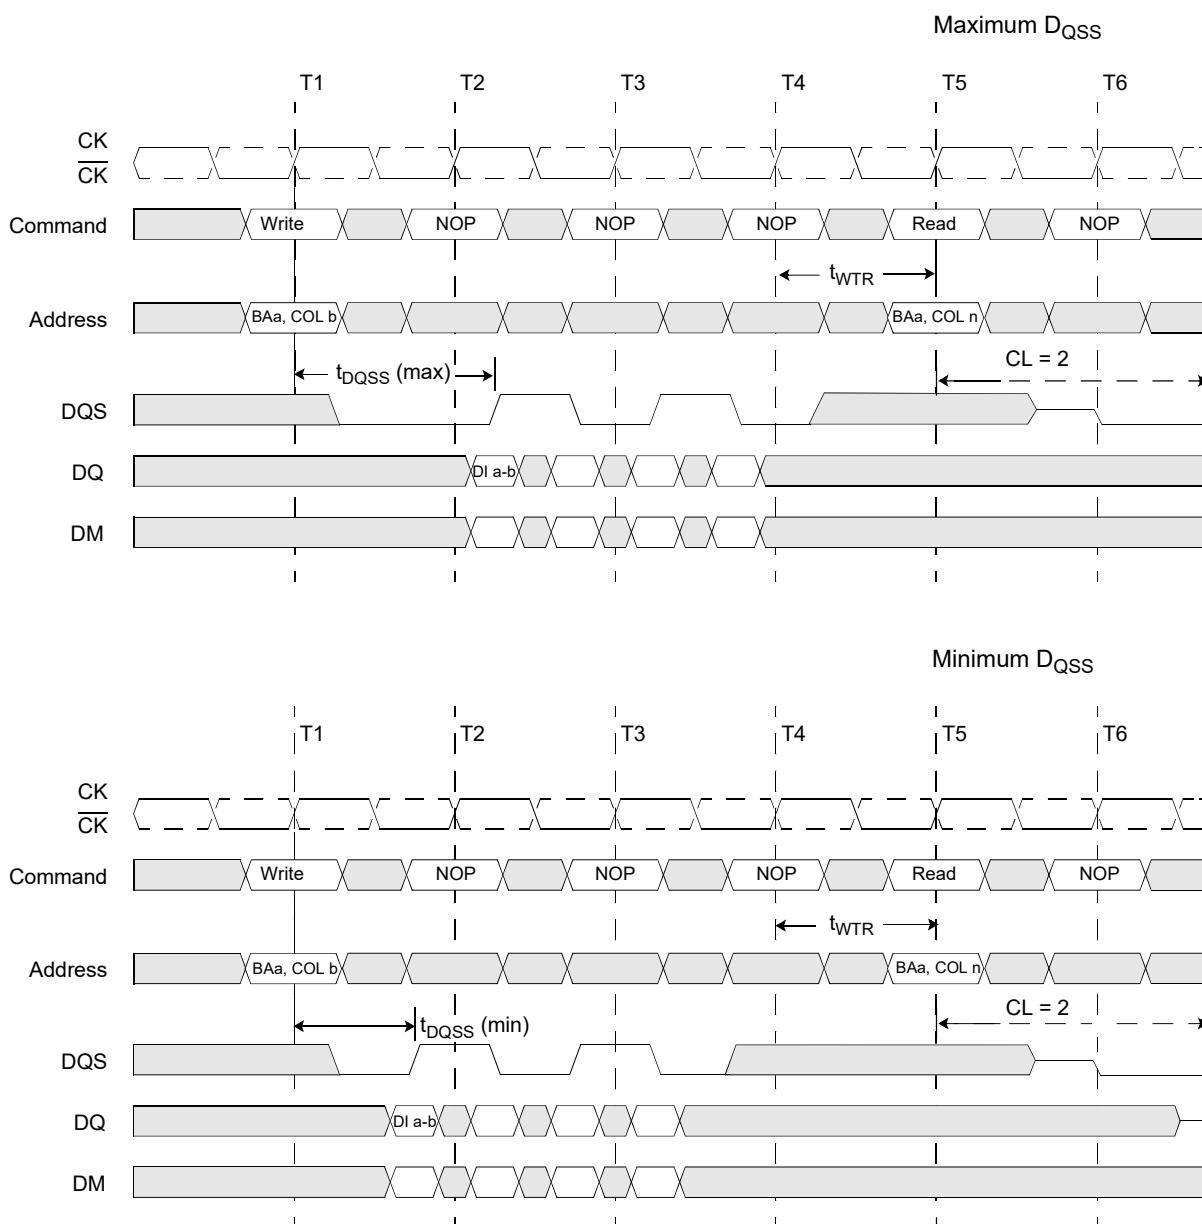 Maximum DQSS
T1 T2 T3 T4 T5 T6
CK
CK
Command Write NOP NOP NOP Read NOP
tWTR
Address BAa, COL b BAa, COL n
tDQSS (max) CL = 2
DQS
DQ DI a-b
DM
Minimum DQSS
T1 T2 T3 T4 T5 T6
CK
CK
Command Write NOP NOP NOP Read NOP
tWTR
Address BAa, COL b BAa, COL n
tDQSS (min) CL = 2
DQS
DQ DI a-b
DM